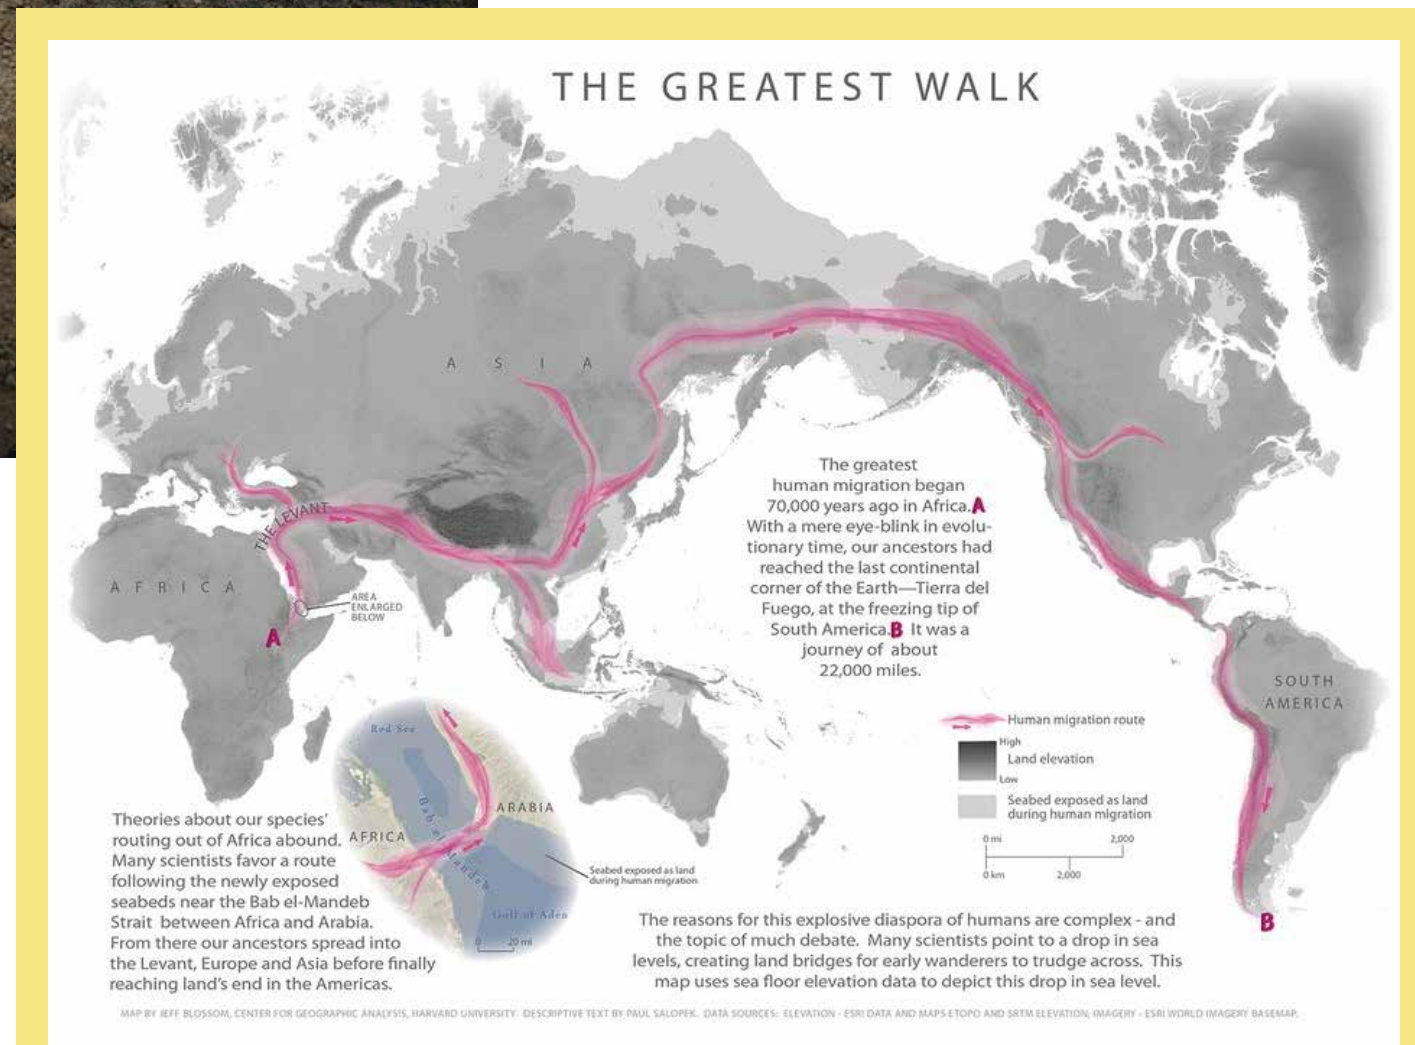 THE GREATEST WALK
A S I A
THE LEVANT
A F R I C A
AREA
ENLARGED
BELOW
A
The greatest
human migration began
70,000 years ago in Africa.A
With a mere eye-blink in evolu-
tionary time, our ancestors had
reached the last continental
corner of the Earth—Tierra del
Fuego, at the freezing tip of
South America.B It was a
journey of about
22,000 miles.
SOUTH
AMERICA
Human migration route
High
Land elevation
Low
Seabed exposed as land
during human migration
0 mi 2,000
0 km 2,000
B
Red Sea
ARABIA
AFRICA
Bab el Mandeb
Gulf of Aden
0 20 mi
Seabed exposed as land
during human migration
Theories about our species'
routing out of Africa abound.
Many scientists favor a route
following the newly exposed
seabeds near the Bab el-Mandeb
Strait between Africa and Arabia.
From there our ancestors spread into
the Levant, Europe and Asia before finally
reaching land's end in the Americas.
The reasons for this explosive diaspora of humans are complex - and
the topic of much debate. Many scientists point to a drop in sea
levels, creating land bridges for early wanderers to trudge across. This
map uses sea floor elevation data to depict this drop in sea level.
MAP BY JEFF BLOSSOM, CENTER FOR GEOGRAPHIC ANALYSIS, HARVARD UNIVERSITY. DESCRIPTIVE TEXT BY PAUL SALOPEK. DATA SOURCES: ELEVATION - ESRI DATA AND MAPS ETOPO AND SRTM ELEVATION; IMAGERY - ESRI WORLD IMAGERY BASEMAP.